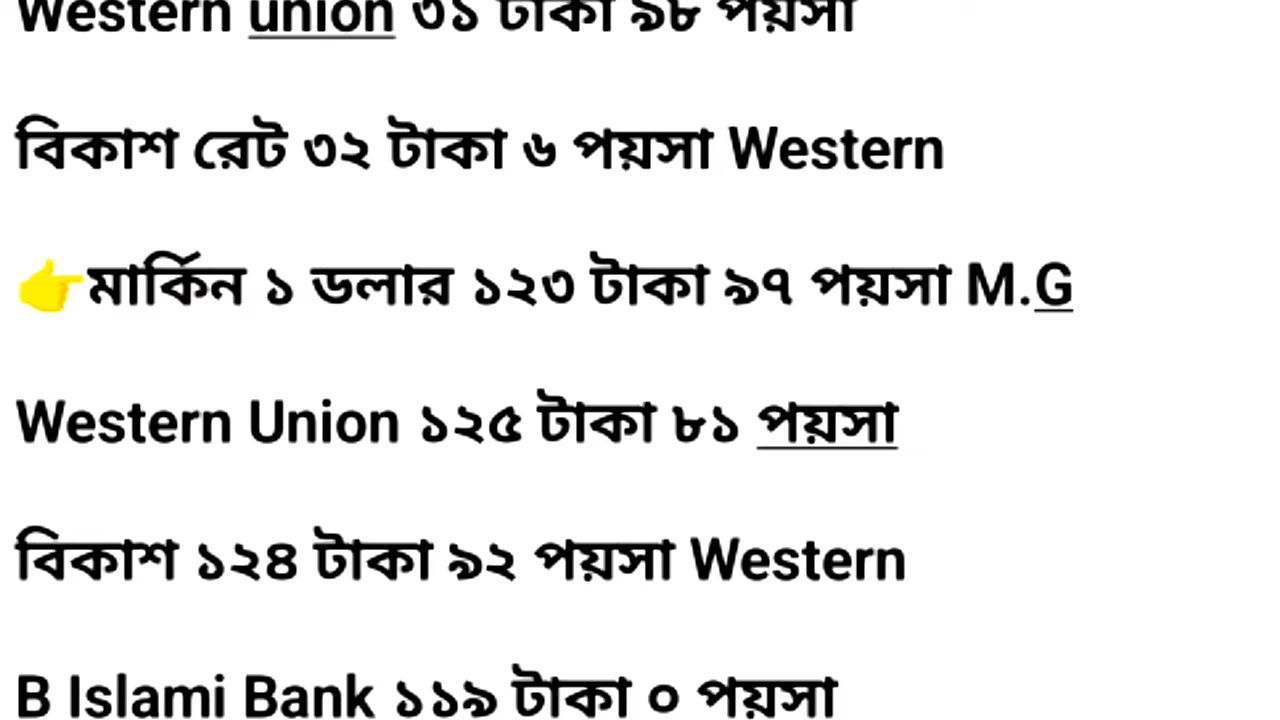 Western union ৩১ টাকা ৯৮ পয়সা
বিকাশ রেট ৩২ টাকা ৬ পয়সা Western
👉মার্কিন ১ ডলার ১২৩ টাকা ৯৭ পয়সা M.G
Western Union ১২৫ টাকা ৮১ পয়সা
বিকাশ ১২৪ টাকা ৯২ পয়সা Western
B Islami Bank ১১৯ টাকা ০ পয়সা